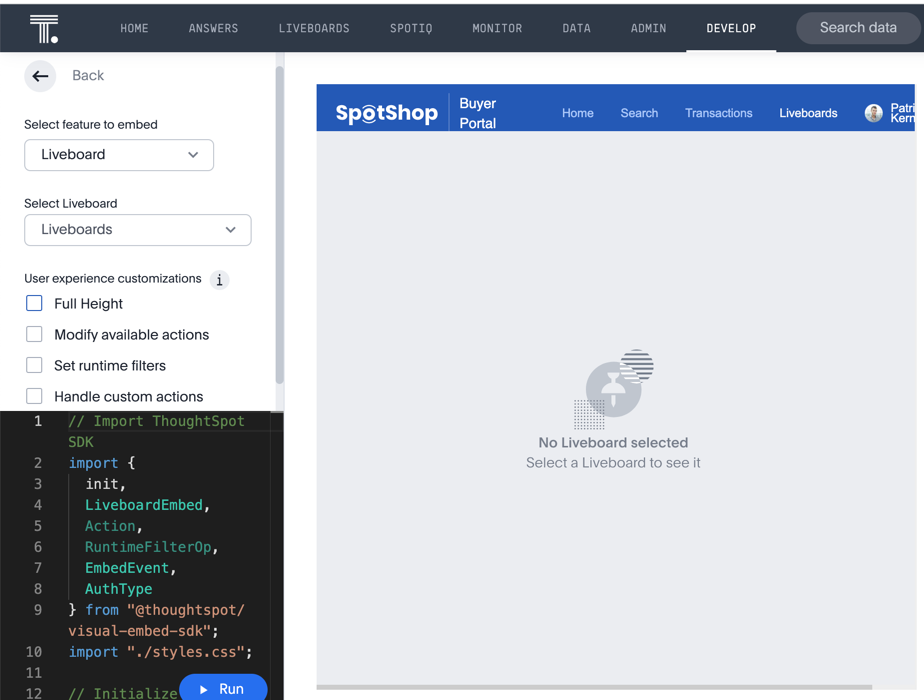 T.
HOME ANSWERS LIVEBOARDS SPOTIQ MONITOR DATA ADMIN DEVELOP Search data
Back
Select feature to embed
Liveboard
Select Liveboard
Liveboards
User experience customizations i
Full Height
Modify available actions
Set runtime filters
Handle custom actions
1 // Import ThoughtSpot
SDK
2 import {
3 init,
4 LiveboardEmbed,
5 Action,
6 RuntimeFilterOp,
7 EmbedEvent,
8 AuthType
9 } from "@thoughtspot/
visual-embed-sdk";
10 import "./styles.css";
11
12 // Initialize
Run
SpotShop
Buyer
Portal
Home Search Transactions Liveboards
Patri
Kern
No Liveboard selected
Select a Liveboard to see it